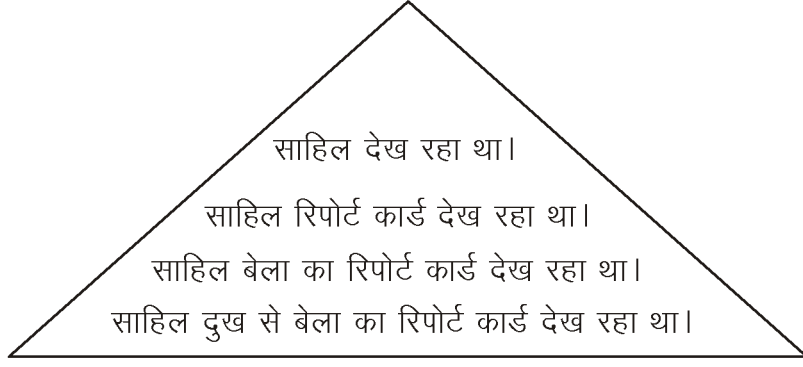 साहिल देख रहा था।
साहिल रिपोर्ट कार्ड देख रहा था।
साहिल बेला का रिपोर्ट कार्ड देख रहा था।
साहिल दुख से बेला का रिपोर्ट कार्ड देख रहा था।